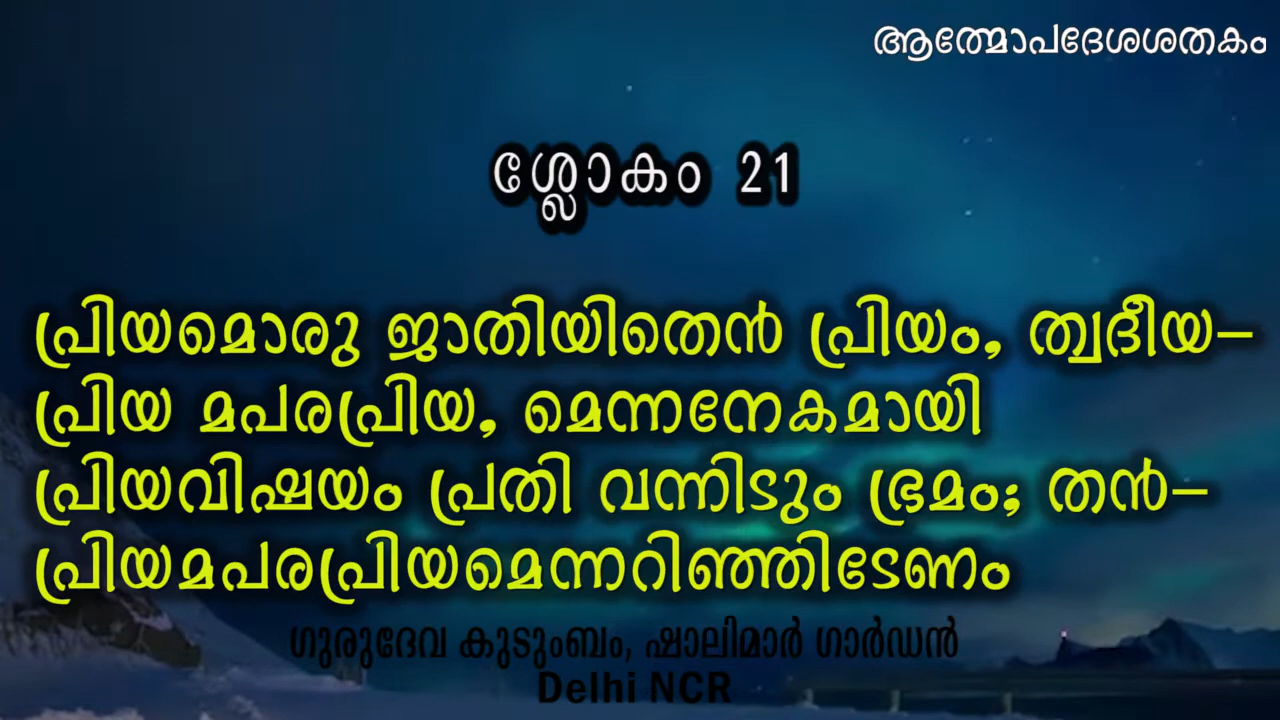 ആത്മോപദേശശതകം
ശ്ലോകം 21
പ്രിയമൊരു ജാതിയിതെൻ പ്രിയം, ത്വദീയ-
പ്രിയ മപരപ്രിയ, മെന്നനേകമായി
പ്രിയവിഷയം പ്രതി വന്നിടും ഭ്രമം; തൻ-
പ്രിയമപരപ്രിയമെന്നറിഞ്ഞിടേണം
ഗുരുദേവ കുടുംബം, ഷാലിമാർ ഗാർഡൻ
Delhi NCR